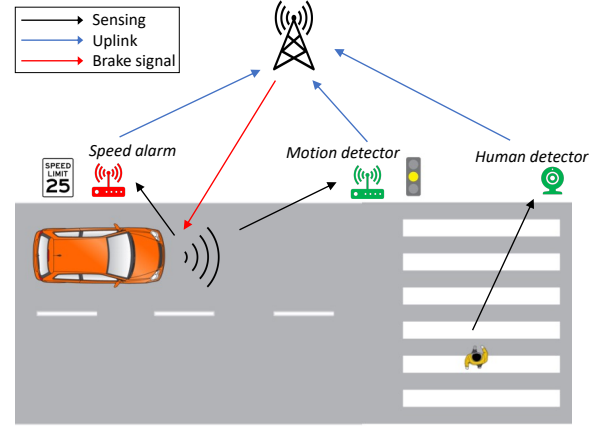 Sensing
Uplink
Brake signal
Speed alarm
Motion detector
Human detector
SPEED
LIMIT
25